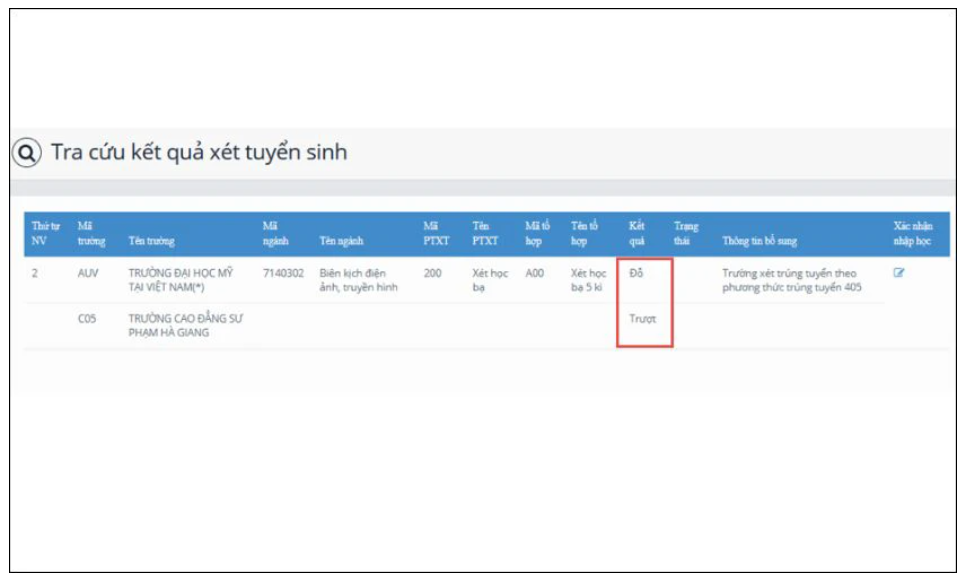 Tra cứu kết quả xét tuyển sinh
Thứ tự NV Mã trường Tên trường Mã ngành Tên ngành Mã PTXT Tên PTXT Mã tổ hợp Tên tổ hợp Kết quả Trạng thái Thông tin bổ sung Xác nhận nhập học
2 AUV TRƯỜNG ĐẠI HỌC MỸ 7140302 Biên kịch điện 200 Xét học A00 Xét học Đỗ Trường xét trúng tuyển theo
TẠI VIỆT NAM(*) ảnh, truyền hình bạ bạ 5 kì phương thức trúng tuyển 405
C05 TRƯỜNG CAO ĐẲNG SƯ Trượt
PHẠM HÀ GIANG